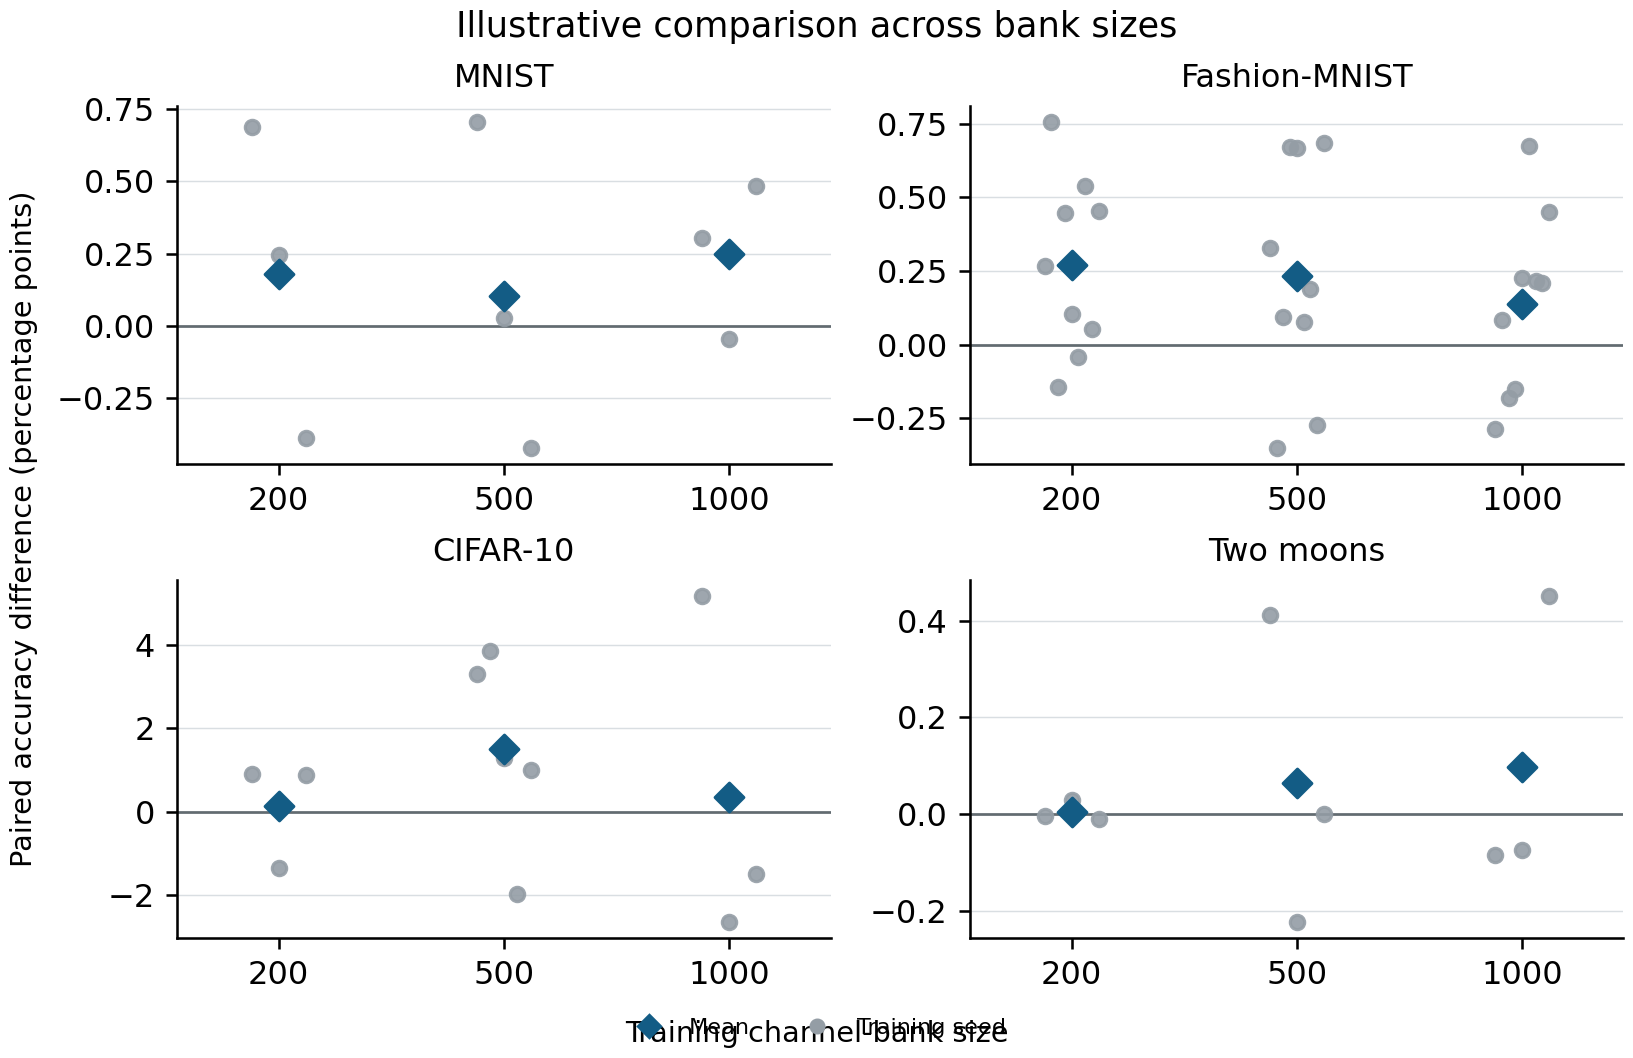 Illustrative comparison across bank sizes
Paired accuracy difference (percentage points)
MNIST
0.75
0.50
0.25
0.00
−0.25
200 500 1000
Fashion-MNIST
0.75
0.50
0.25
0.00
−0.25
200 500 1000
CIFAR-10
4
2
0
−2
200 500 1000
Two moons
0.4
0.2
0.0
−0.2
200 500 1000
Mean Training seed
Training channel-bank size